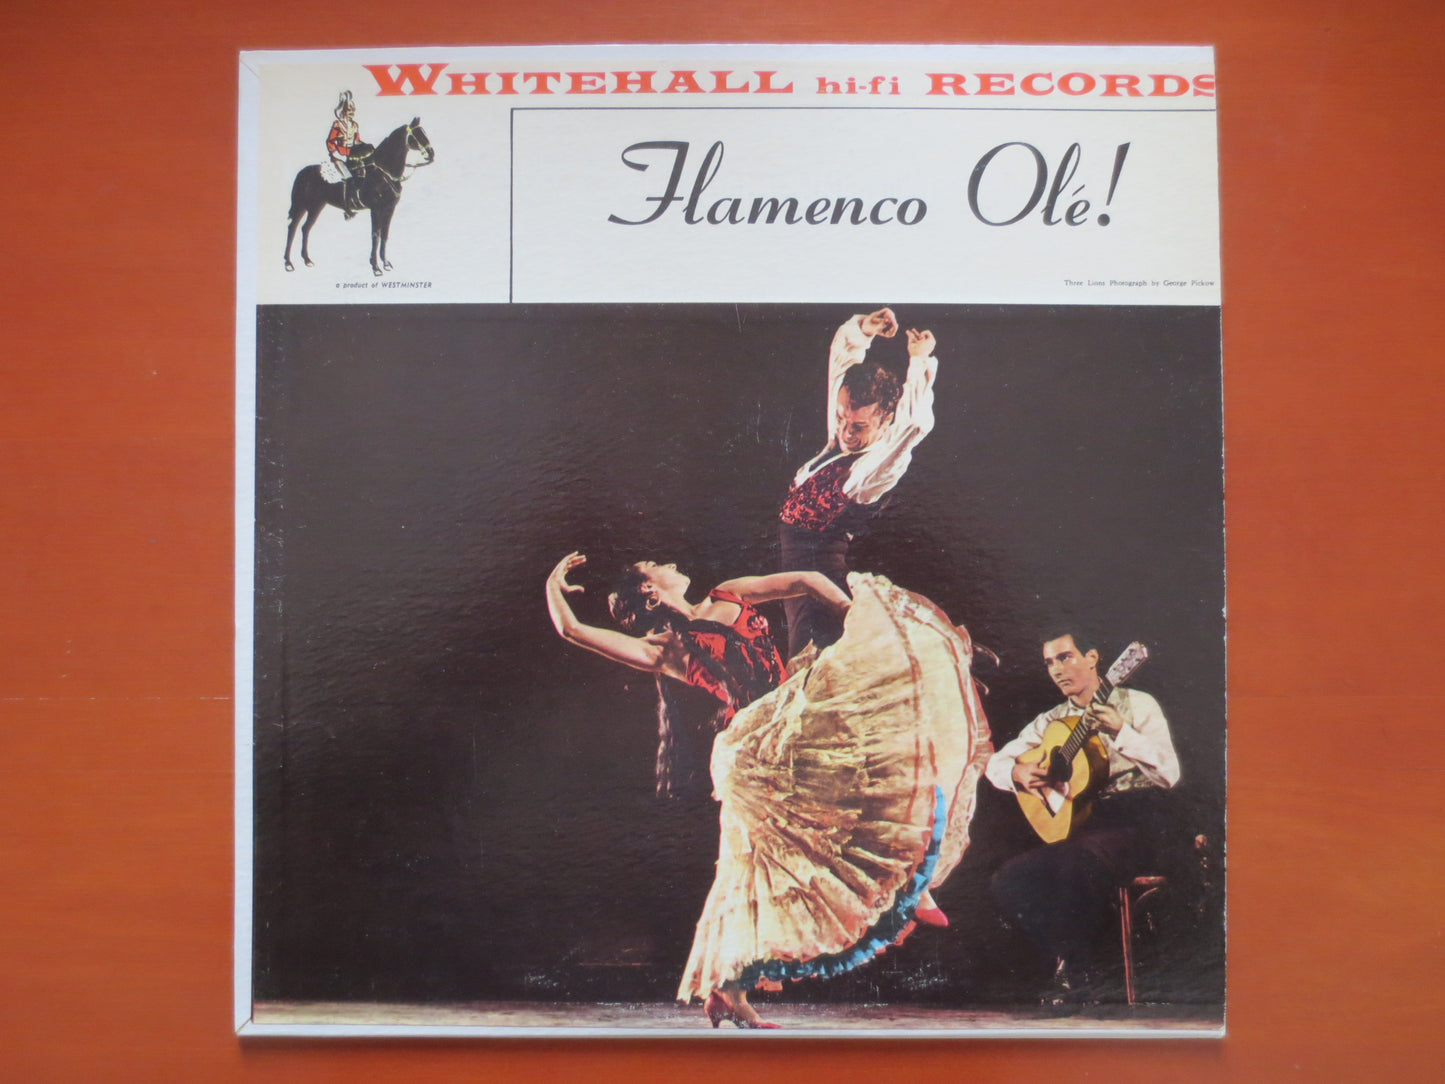 WHITEHALL hi-fi RECORDS
Flamenco Olé!
a product of WESTMINSTER
Three Lions Photograph by George Pickow